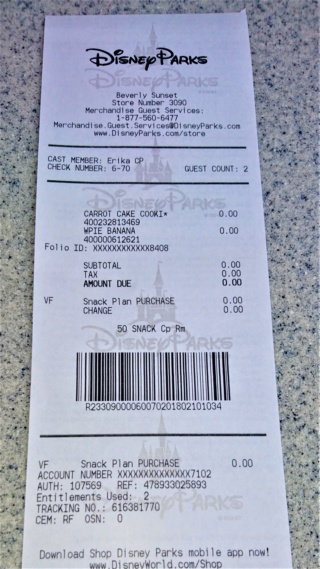 Disney Parks
Beverly Sunset
Store Number 3090
Merchandise Guest Services:
1-877-560-6477
Merchandise.Guest.Services@DisneyParks.com
www.DisneyParks.com/store
CAST MEMBER: Erika CP
CHECK NUMBER: 6-70 GUEST COUNT: 2
CARROT CAKE COOKI* 0.00
400232813469
WPIE BANANA 0.00
400000612621
Folio ID: XXXXXXXXXXXX8408
SUBTOTAL 0.00
TAX 0.00
AMOUNT DUE 0.00
VF Snack Plan PURCHASE 0.00
CHANGE 0.00
5Q SNACK Cp Rm
R23309000060070201802101034
VF Snack Plan PURCHASE 0.00
ACCOUNT NUMBER XXXXXXXXXXXXXX7102
AUTH: 107569 REF: 478933025893
Entitlements Used: 2
TRACKING NO.: 616381770
CEM: RF OSN: 0
Download Shop Disney Parks mobile app now!
www.DisneyWorld.com/Shop